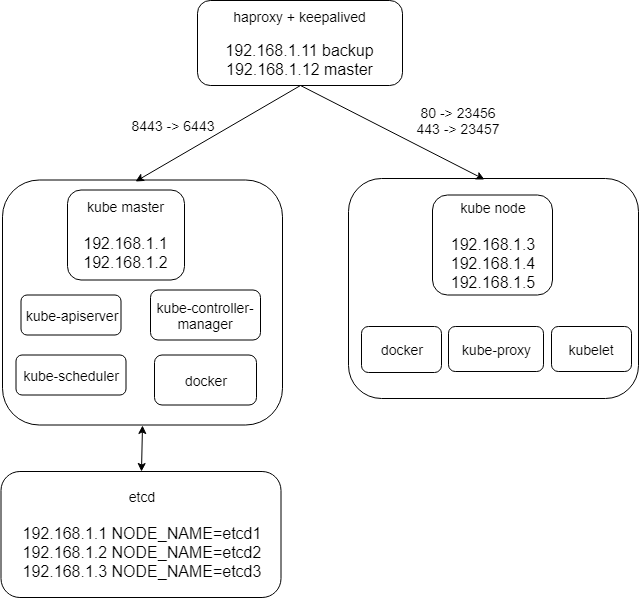 haproxy + keepalived
192.168.1.11 backup
192.168.1.12 master
8443 -> 6443
80 -> 23456
443 -> 23457
kube master
192.168.1.1
192.168.1.2
kube-apiserver
kube-controller-
manager
kube-scheduler
docker
kube node
192.168.1.3
192.168.1.4
192.168.1.5
docker
kube-proxy
kubelet
etcd
192.168.1.1 NODE_NAME=etcd1
192.168.1.2 NODE_NAME=etcd2
192.168.1.3 NODE_NAME=etcd3